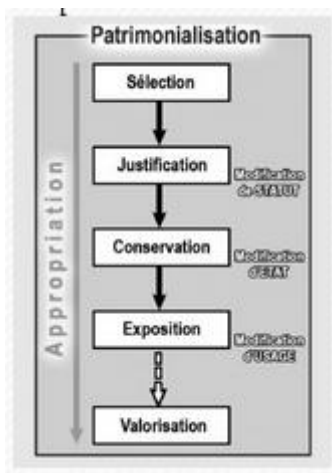 Patrimonialisation
Sélection
Justification
Modification
de STATUT
Conservation
Modification
d'ETAT
Exposition
Modification
d'USAGE
Valorisation
Appropriation